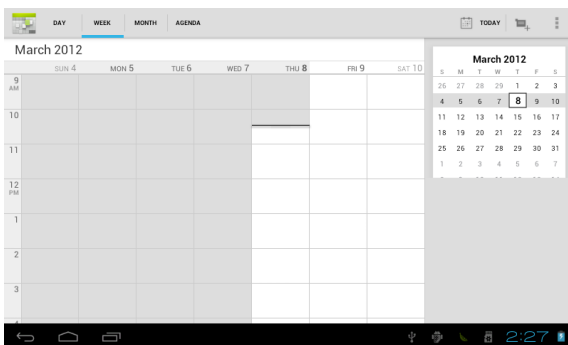 DAY WEEK MONTH AGENDA TODAY
March 2012
SUN 4 MON 5 TUE 6 WED 7 THU 8 FRI 9 SAT 10
9
AM
10
11
12
PM
1
2
3
March 2012
S M T W T F S
26 27 28 29 1 2 3
4 5 6 7 8 9 10
11 12 13 14 15 16 17
18 19 20 21 22 23 24
25 26 27 28 29 30 31
1 2 3 4 5 6 7
2:27